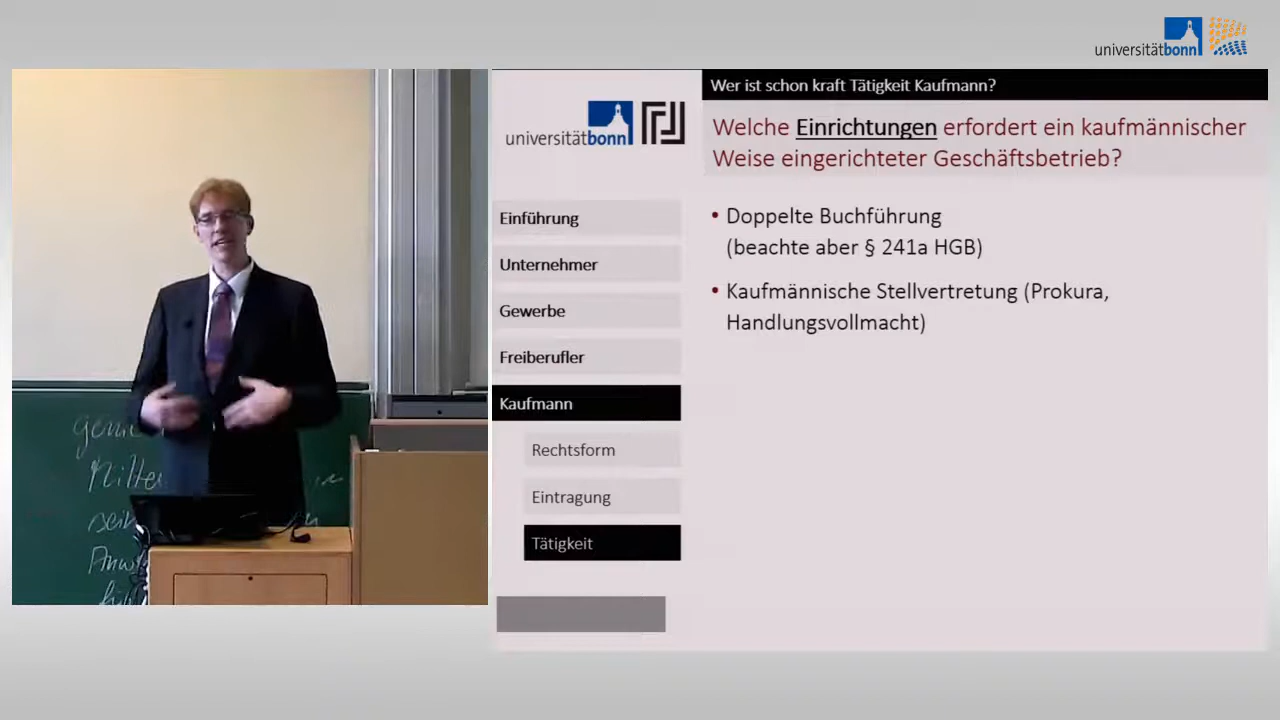 universitätbonn
Wer ist schon kraft Tätigkeit Kaufmann?
universitätbonn
Welche Einrichtungen erfordert ein kaufmännischer
Weise eingerichteter Geschäftsbetrieb?
Einführung
Unternehmer
Gewerbe
Freiberufler
Kaufmann
Rechtsform
Eintragung
Tätigkeit
• Doppelte Buchführung
(beachte aber § 241a HGB)
• Kaufmännische Stellvertretung (Prokura,
Handlungsvollmacht)